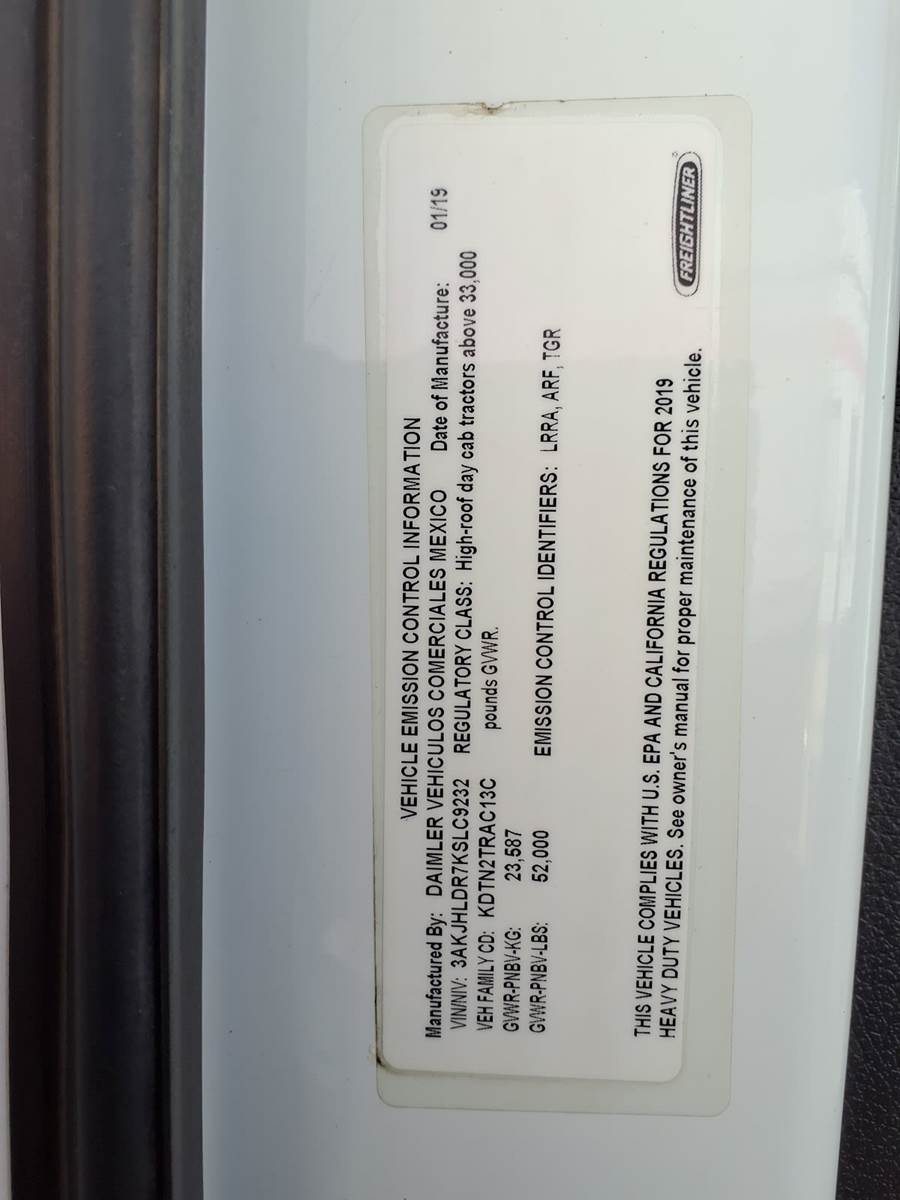 VEHICLE EMISSION CONTROL INFORMATION
Manufactured By: DAIMLER VEHICULOS COMERCIALES MEXICO Date of Manufacture: 01/19
VIN/NIV: 3AKJHLDR7KSLC9232 REGULATORY CLASS: High-roof day cab tractors above 33,000
VEH FAMILY CD: KDTN2TRAC13C pounds GVWR.
GVWR-PNBV-KG: 23,587
GVWR-PNBV-LBS: 52,000 EMISSION CONTROL IDENTIFIERS: LRRA, ARF, TGR
THIS VEHICLE COMPLIES WITH U.S. EPA AND CALIFORNIA REGULATIONS FOR 2019
HEAVY DUTY VEHICLES. See owner's manual for proper maintenance of this vehicle.
FREIGHTLINER®